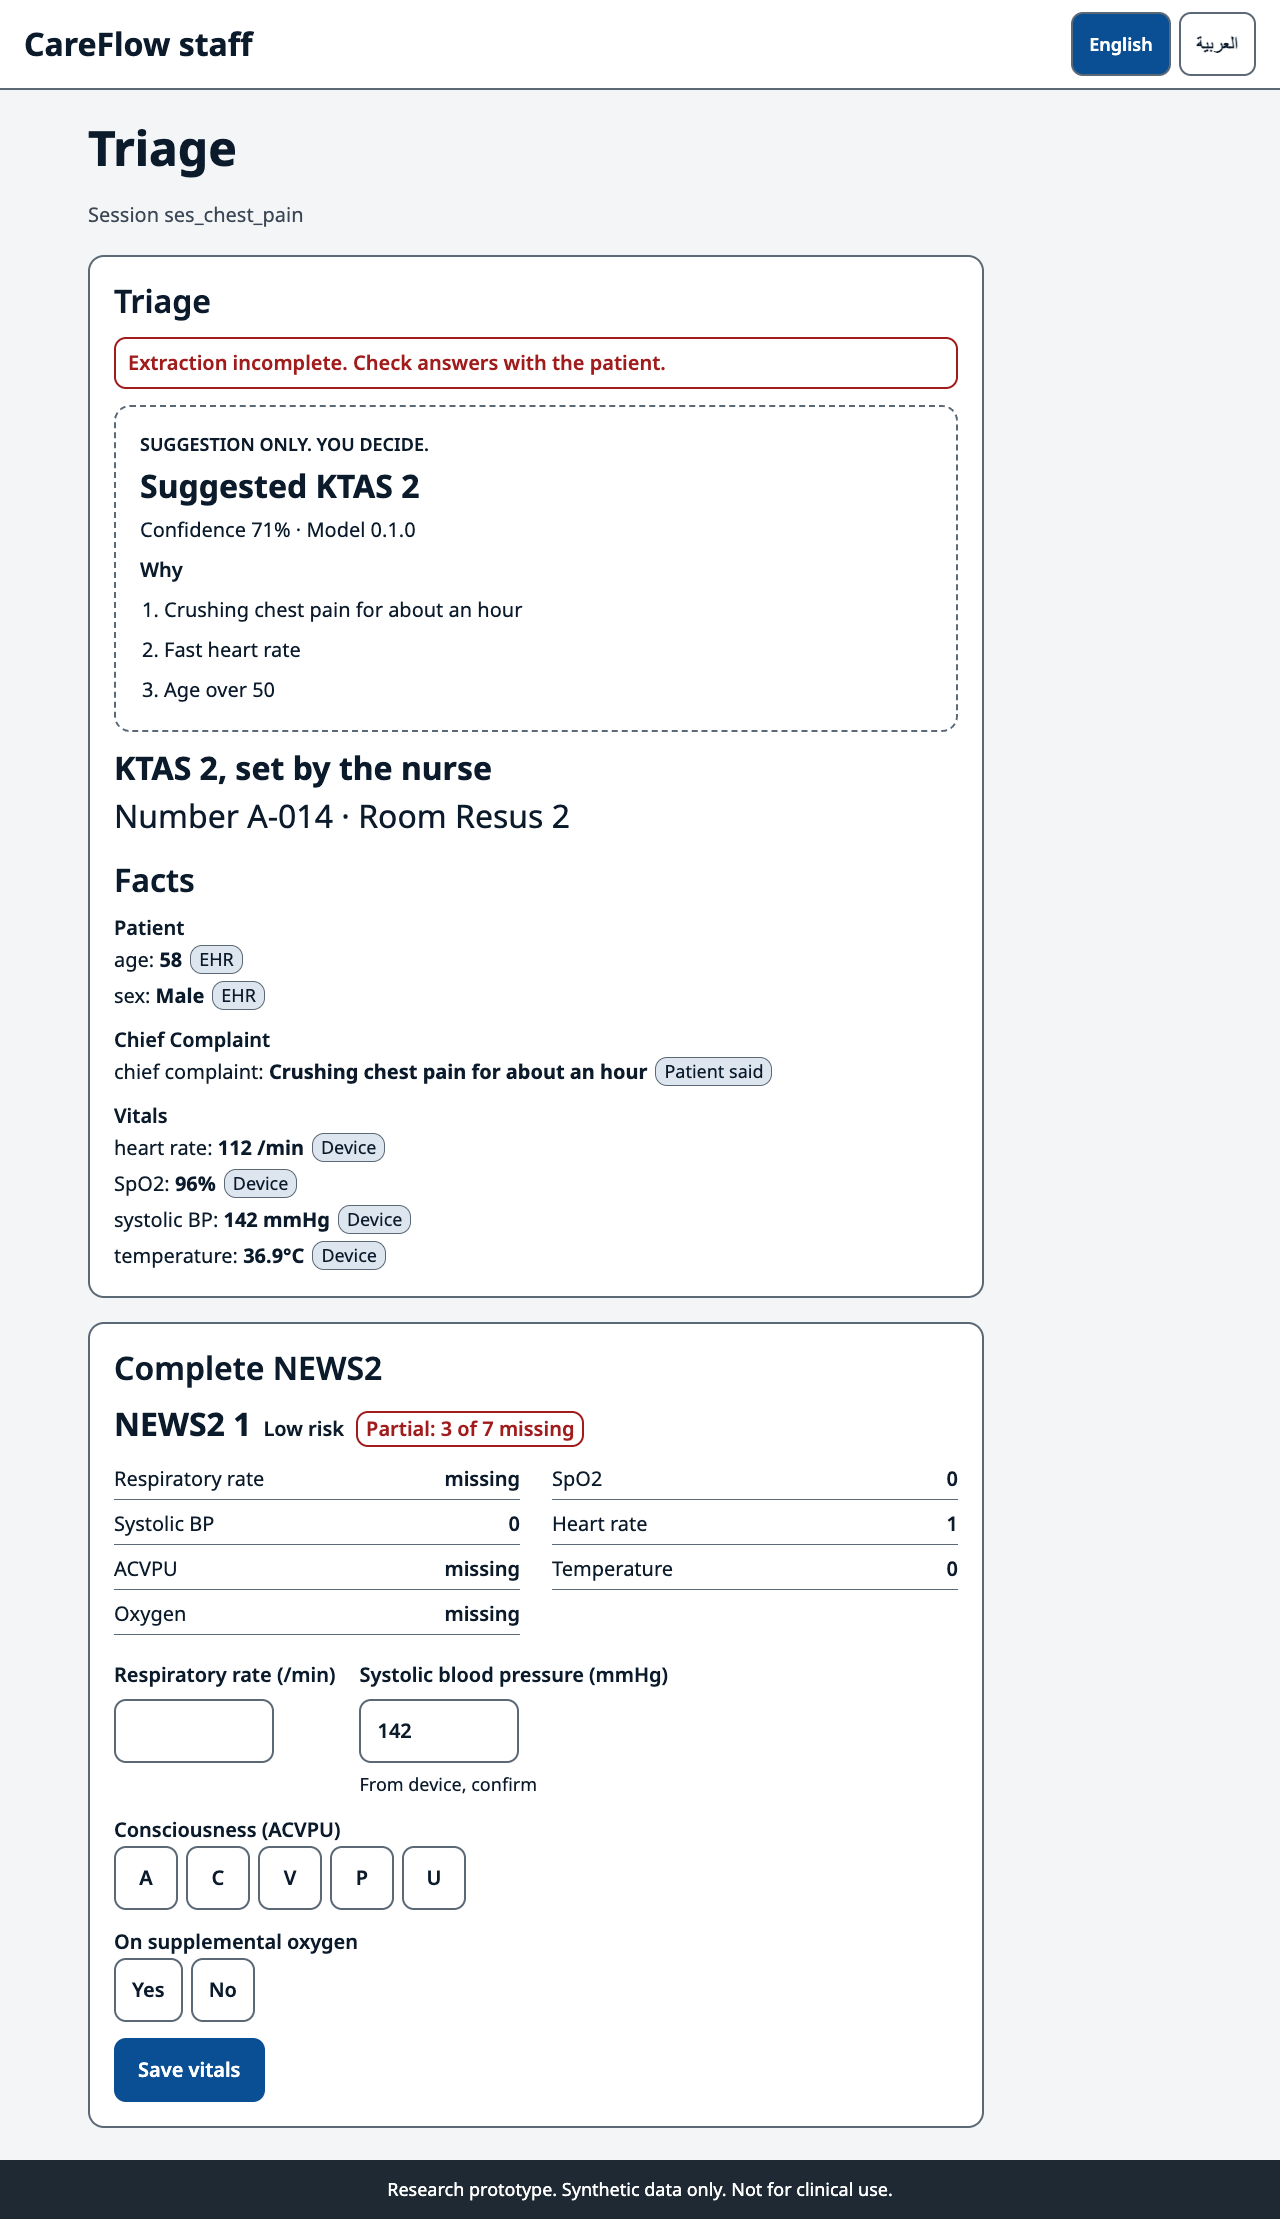 CareFlow staff
English
العربية
Triage
Session ses_chest_pain
Triage
Extraction incomplete. Check answers with the patient.
SUGGESTION ONLY. YOU DECIDE.
Suggested KTAS 2
Confidence 71% · Model 0.1.0
Why
1. Crushing chest pain for about an hour
2. Fast heart rate
3. Age over 50
KTAS 2, set by the nurse
Number A-014 · Room Resus 2
Facts
Patient
age: 58 EHR
sex: Male EHR
Chief Complaint
chief complaint: Crushing chest pain for about an hour Patient said
Vitals
heart rate: 112 /min Device
SpO2: 96% Device
systolic BP: 142 mmHg Device
temperature: 36.9°C Device
Complete NEWS2
NEWS2 1 Low risk Partial: 3 of 7 missing
Respiratory rate missing
SpO2 0
Systolic BP 0
Heart rate 1
ACVPU missing
Temperature 0
Oxygen missing
Respiratory rate (/min)
Systolic blood pressure (mmHg)
142
From device, confirm
Consciousness (ACVPU)
A C V P U
On supplemental oxygen
Yes No
Save vitals
Research prototype. Synthetic data only. Not for clinical use.